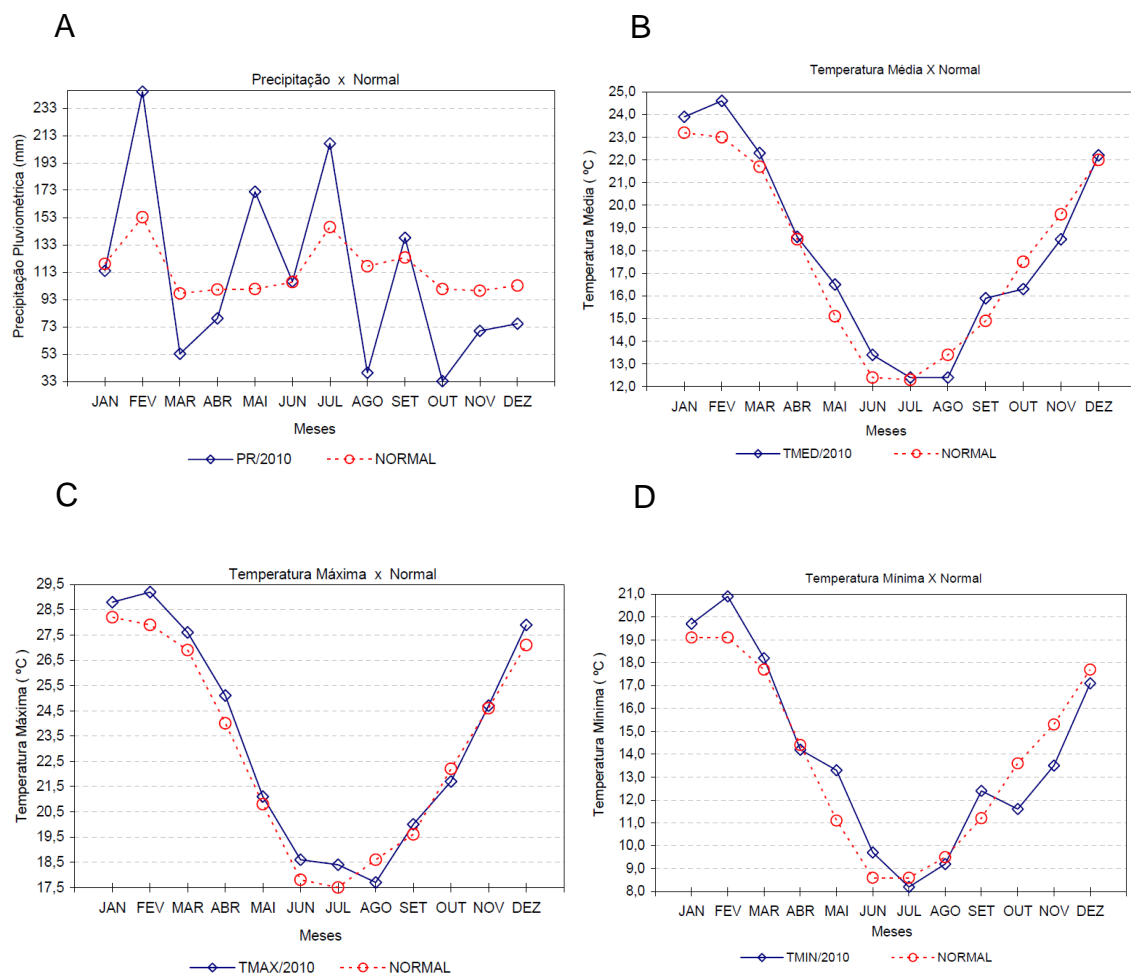 A
Precipitação x Normal
Precipitação Pluviométrica (mm)
233
213
193
173
153
133
113
93
73
53
33
JAN FEV MAR ABR MAI JUN JUL AGO SET OUT NOV DEZ
Meses
PR/2010 NORMAL
B
Temperatura Média X Normal
Temperatura Média ( ºC )
25,0
24,0
23,0
22,0
21,0
20,0
19,0
18,0
17,0
16,0
15,0
14,0
13,0
12,0
JAN FEV MAR ABR MAI JUN JUL AGO SET OUT NOV DEZ
Meses
TMED/2010 NORMAL
C
Temperatura Máxima x Normal
Temperatura Máxima ( ºC )
29,5
28,5
27,5
26,5
25,5
24,5
23,5
22,5
21,5
20,5
19,5
18,5
17,5
JAN FEV MAR ABR MAI JUN JUL AGO SET OUT NOV DEZ
Meses
TMAX/2010 NORMAL
D
Temperatura Mínima X Normal
Temperatura Mínima ( ºC )
21,0
20,0
19,0
18,0
17,0
16,0
15,0
14,0
13,0
12,0
11,0
10,0
9,0
8,0
JAN FEV MAR ABR MAI JUN JUL AGO SET OUT NOV DEZ
Meses
TMIN/2010 NORMAL